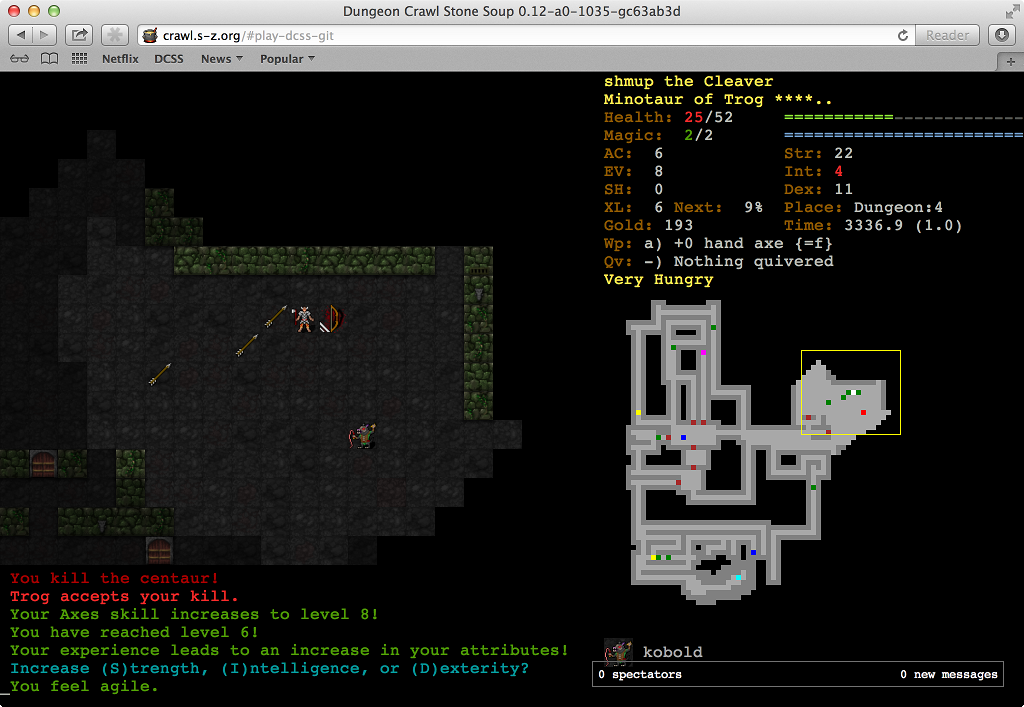 Dungeon Crawl Stone Soup 0.12-a0-1035-gc63ab3d
crawl.s-z.org/#play-dcss-git
Reader
Netflix DCSS News Popular
shmup the Cleaver
Minotaur of Trog ****..
Health: 25/52 ===========-------------
Magic: 2/2 ========================
AC: 6 Str: 22
EV: 8 Int: 4
SH: 0 Dex: 11
XL: 6 Next: 9% Place: Dungeon:4
Gold: 193 Time: 3336.9 (1.0)
Wp: a) +0 hand axe {=f}
Qv: -) Nothing quivered
Very Hungry
You kill the centaur!
Trog accepts your kill.
Your Axes skill increases to level 8!
You have reached level 6!
Your experience leads to an increase in your attributes!
Increase (S)trength, (I)ntelligence, or (D)exterity?
_You feel agile.
kobold
0 spectators 0 new messages